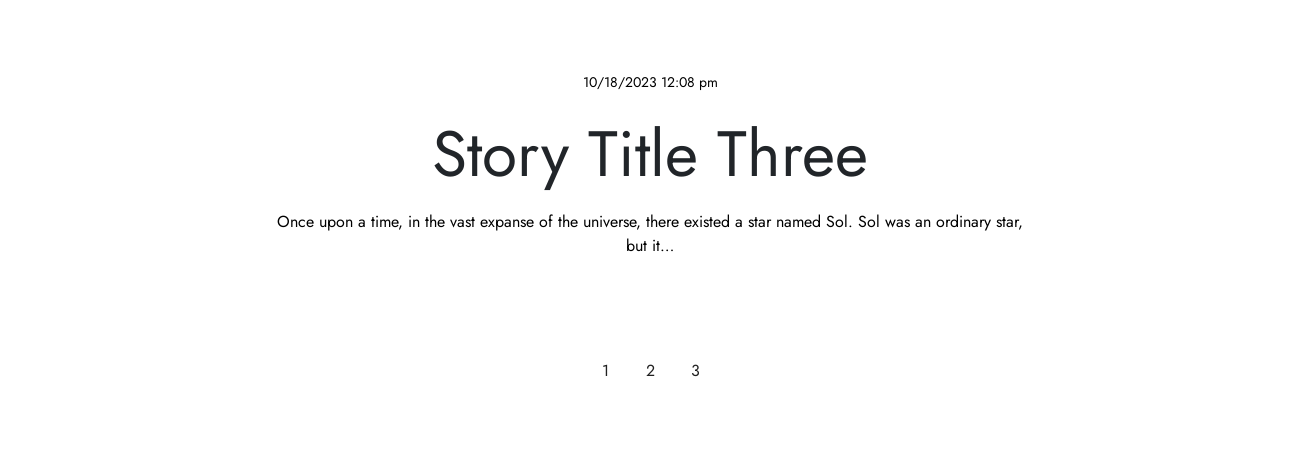 10/18/2023 12:08 pm
Story Title Three
Once upon a time, in the vast expanse of the universe, there existed a star named Sol. Sol was an ordinary star,
but it...
1 2 3